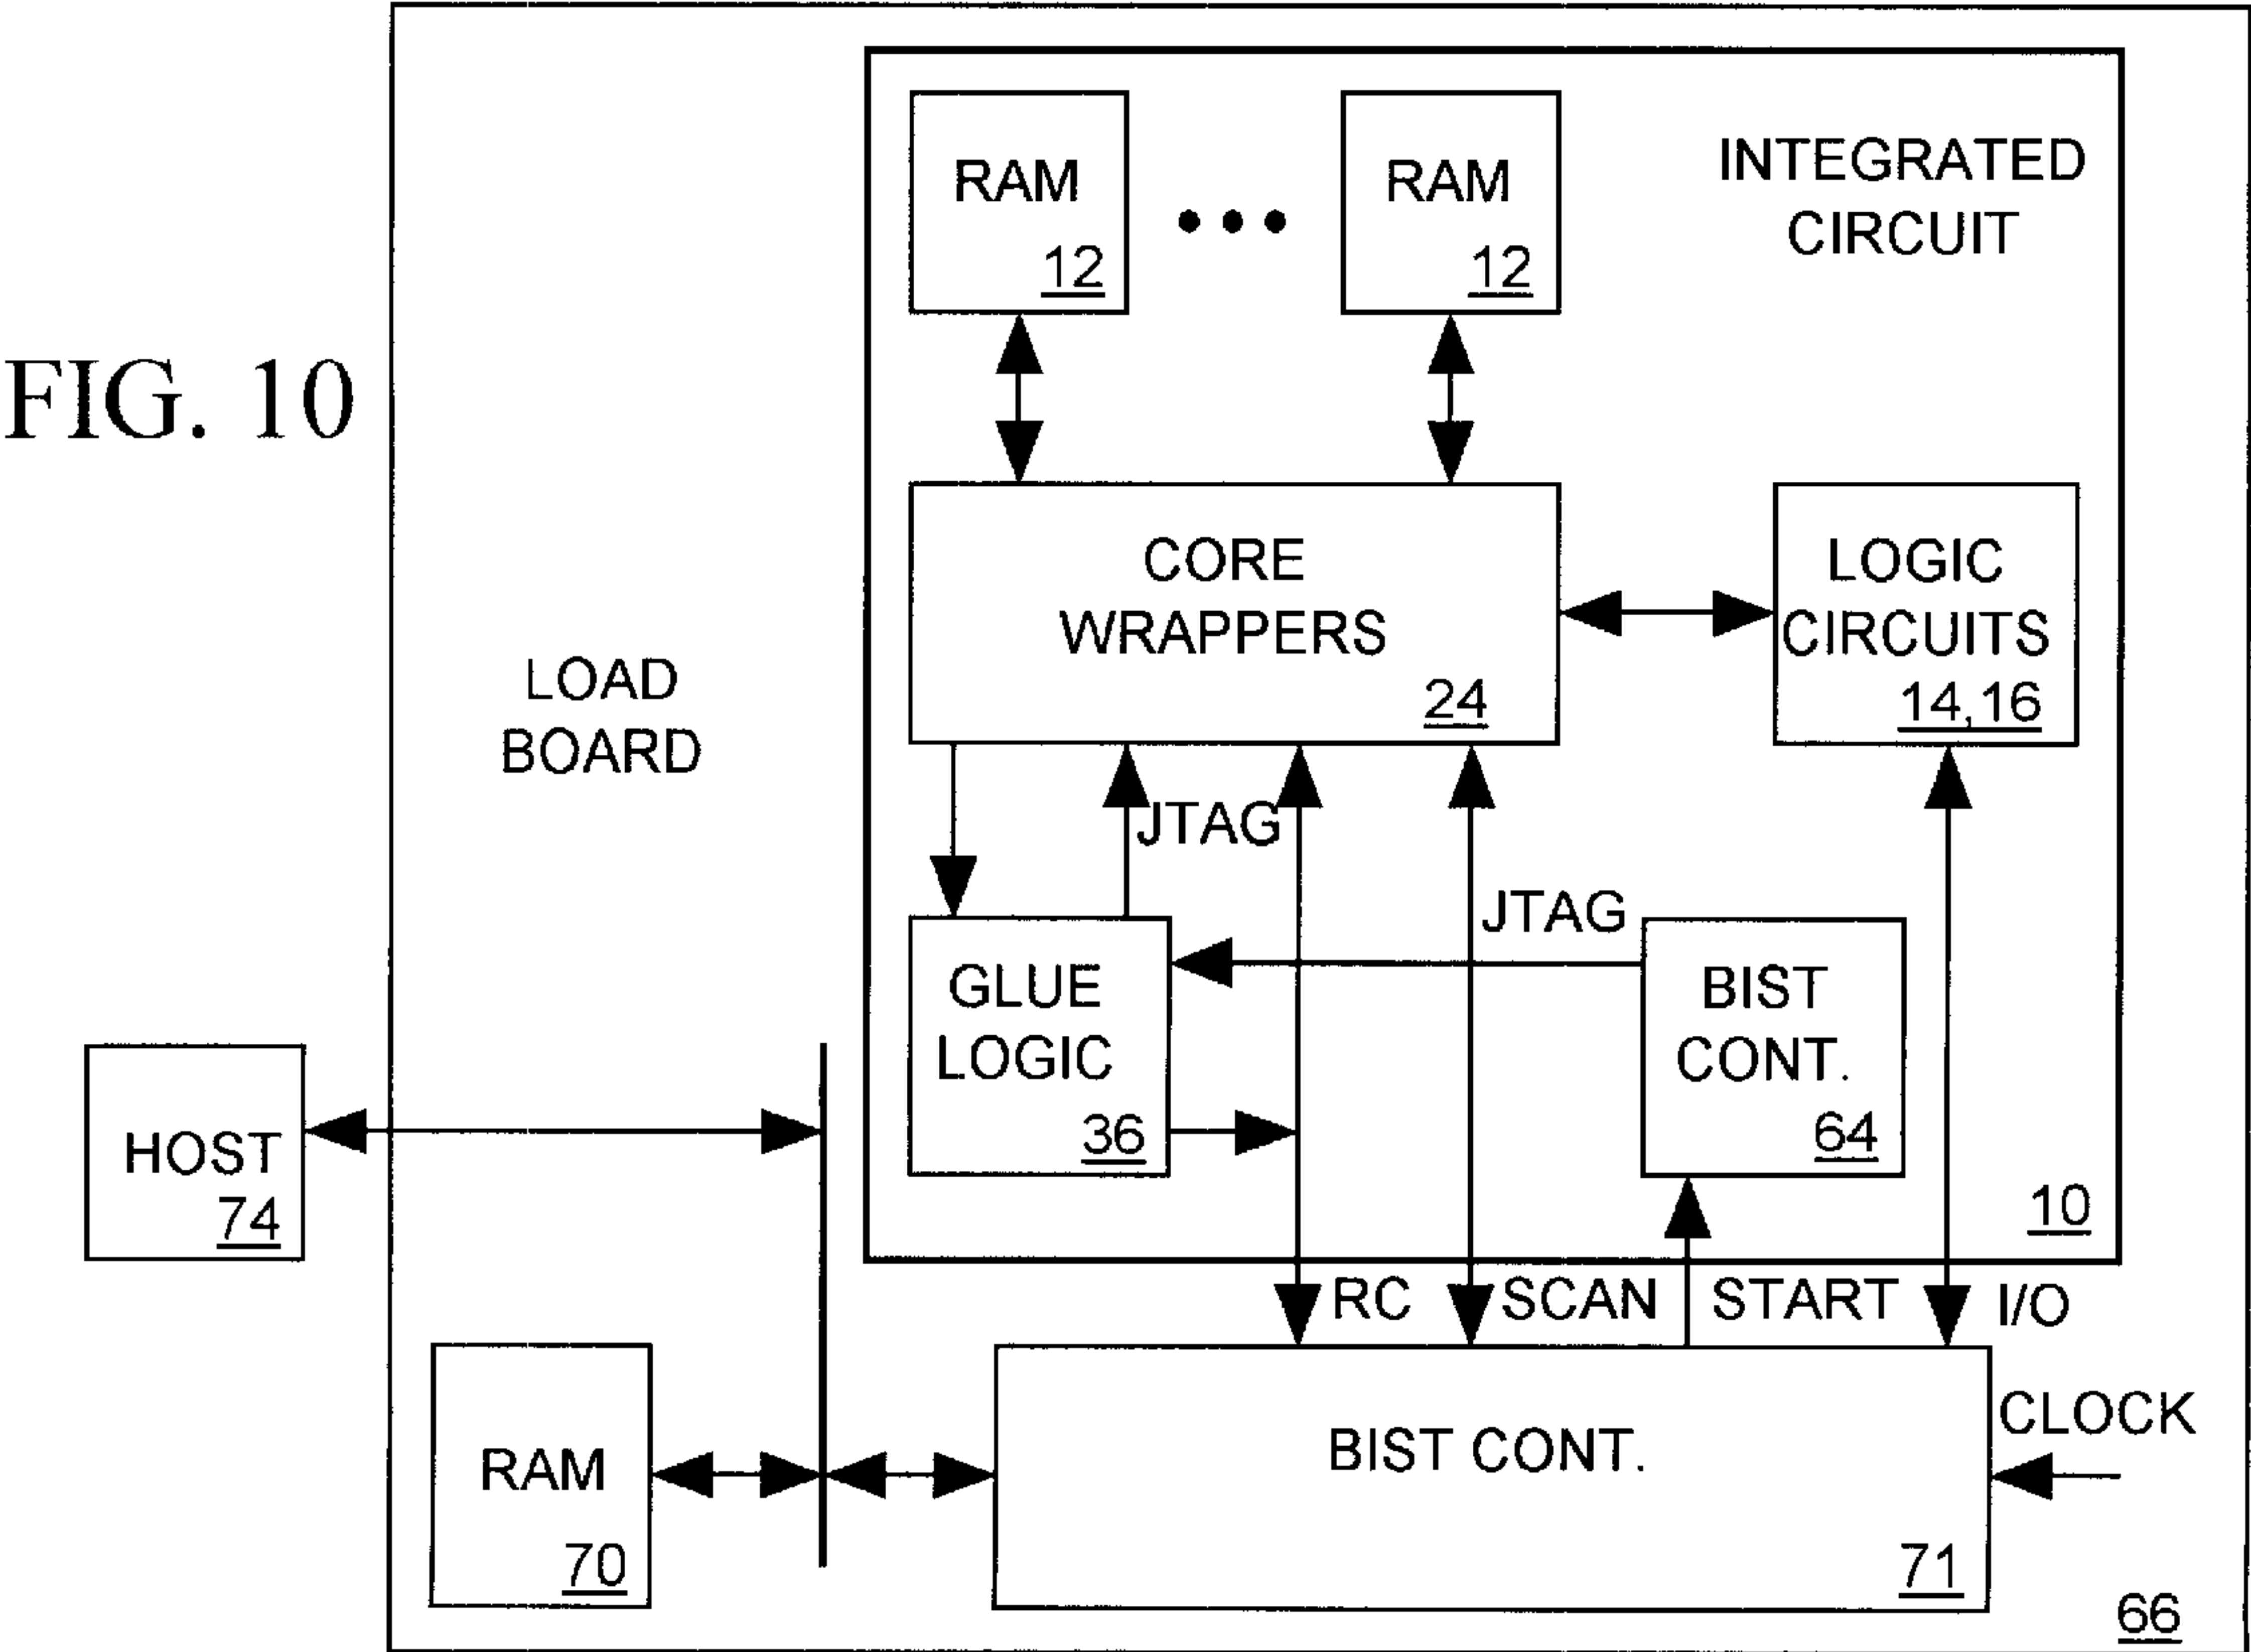 FIG. 10
RAM
12
RAM
12
INTEGRATED
CIRCUIT
CORE
WRAPPERS
24
LOGIC
CIRCUITS
14,16
LOAD
BOARD
JTAG
JTAG
GLUE
LOGIC
36
BIST
CONT.
64
HOST
74
10
RC
SCAN
START
I/O
RAM
70
BIST CONT.
71
CLOCK
66